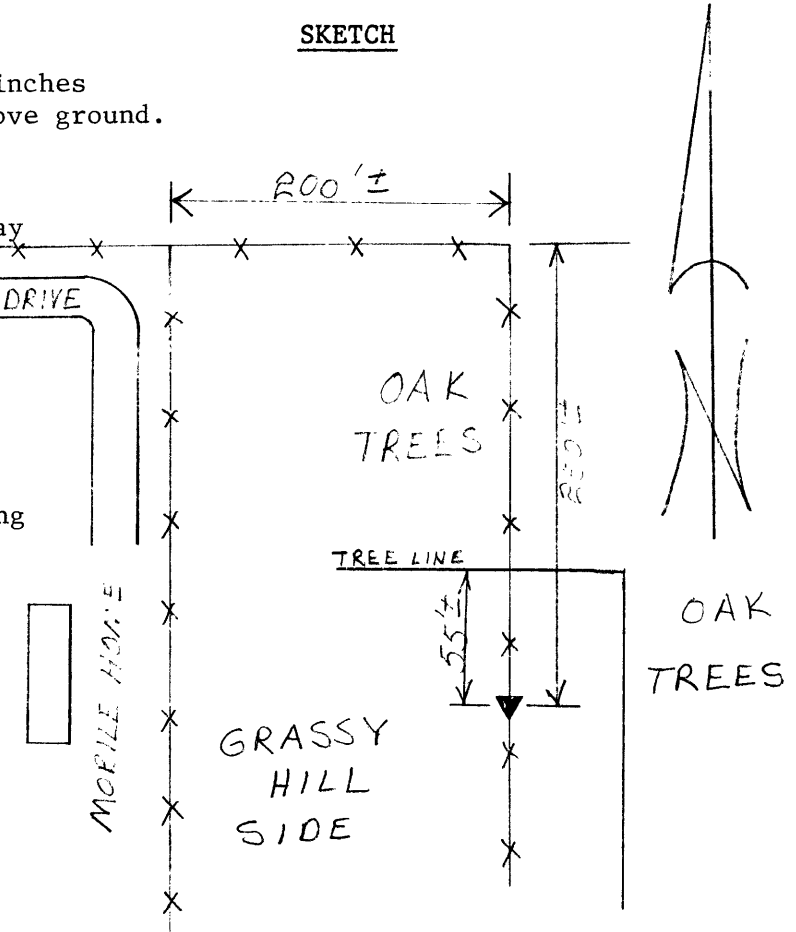 SKETCH
inches
ove ground.
200'±
ay
DRIVE
OAK
TREES
ng
TREE LINE
55'±
OAK
TREES
MOBILE HOME
GRASSY
HILL
SIDE